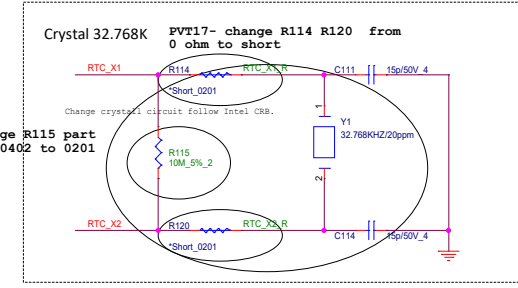 Crystal 32.768K
PVT17- change R114 R120 from
0 ohm to short
RTC_X1
R114
RTC_X1_R
C111
15p/50V_4
*Short_0201
Change crystall circuit follow Intel CRB.
1
Y1
32.768KHZ/20ppm
ge R115 part
0402 to 0201
R115
10M_5%_2
2
RTC_X2
R120
RTC_X2_R
C114
15p/50V_4
*Short_0201